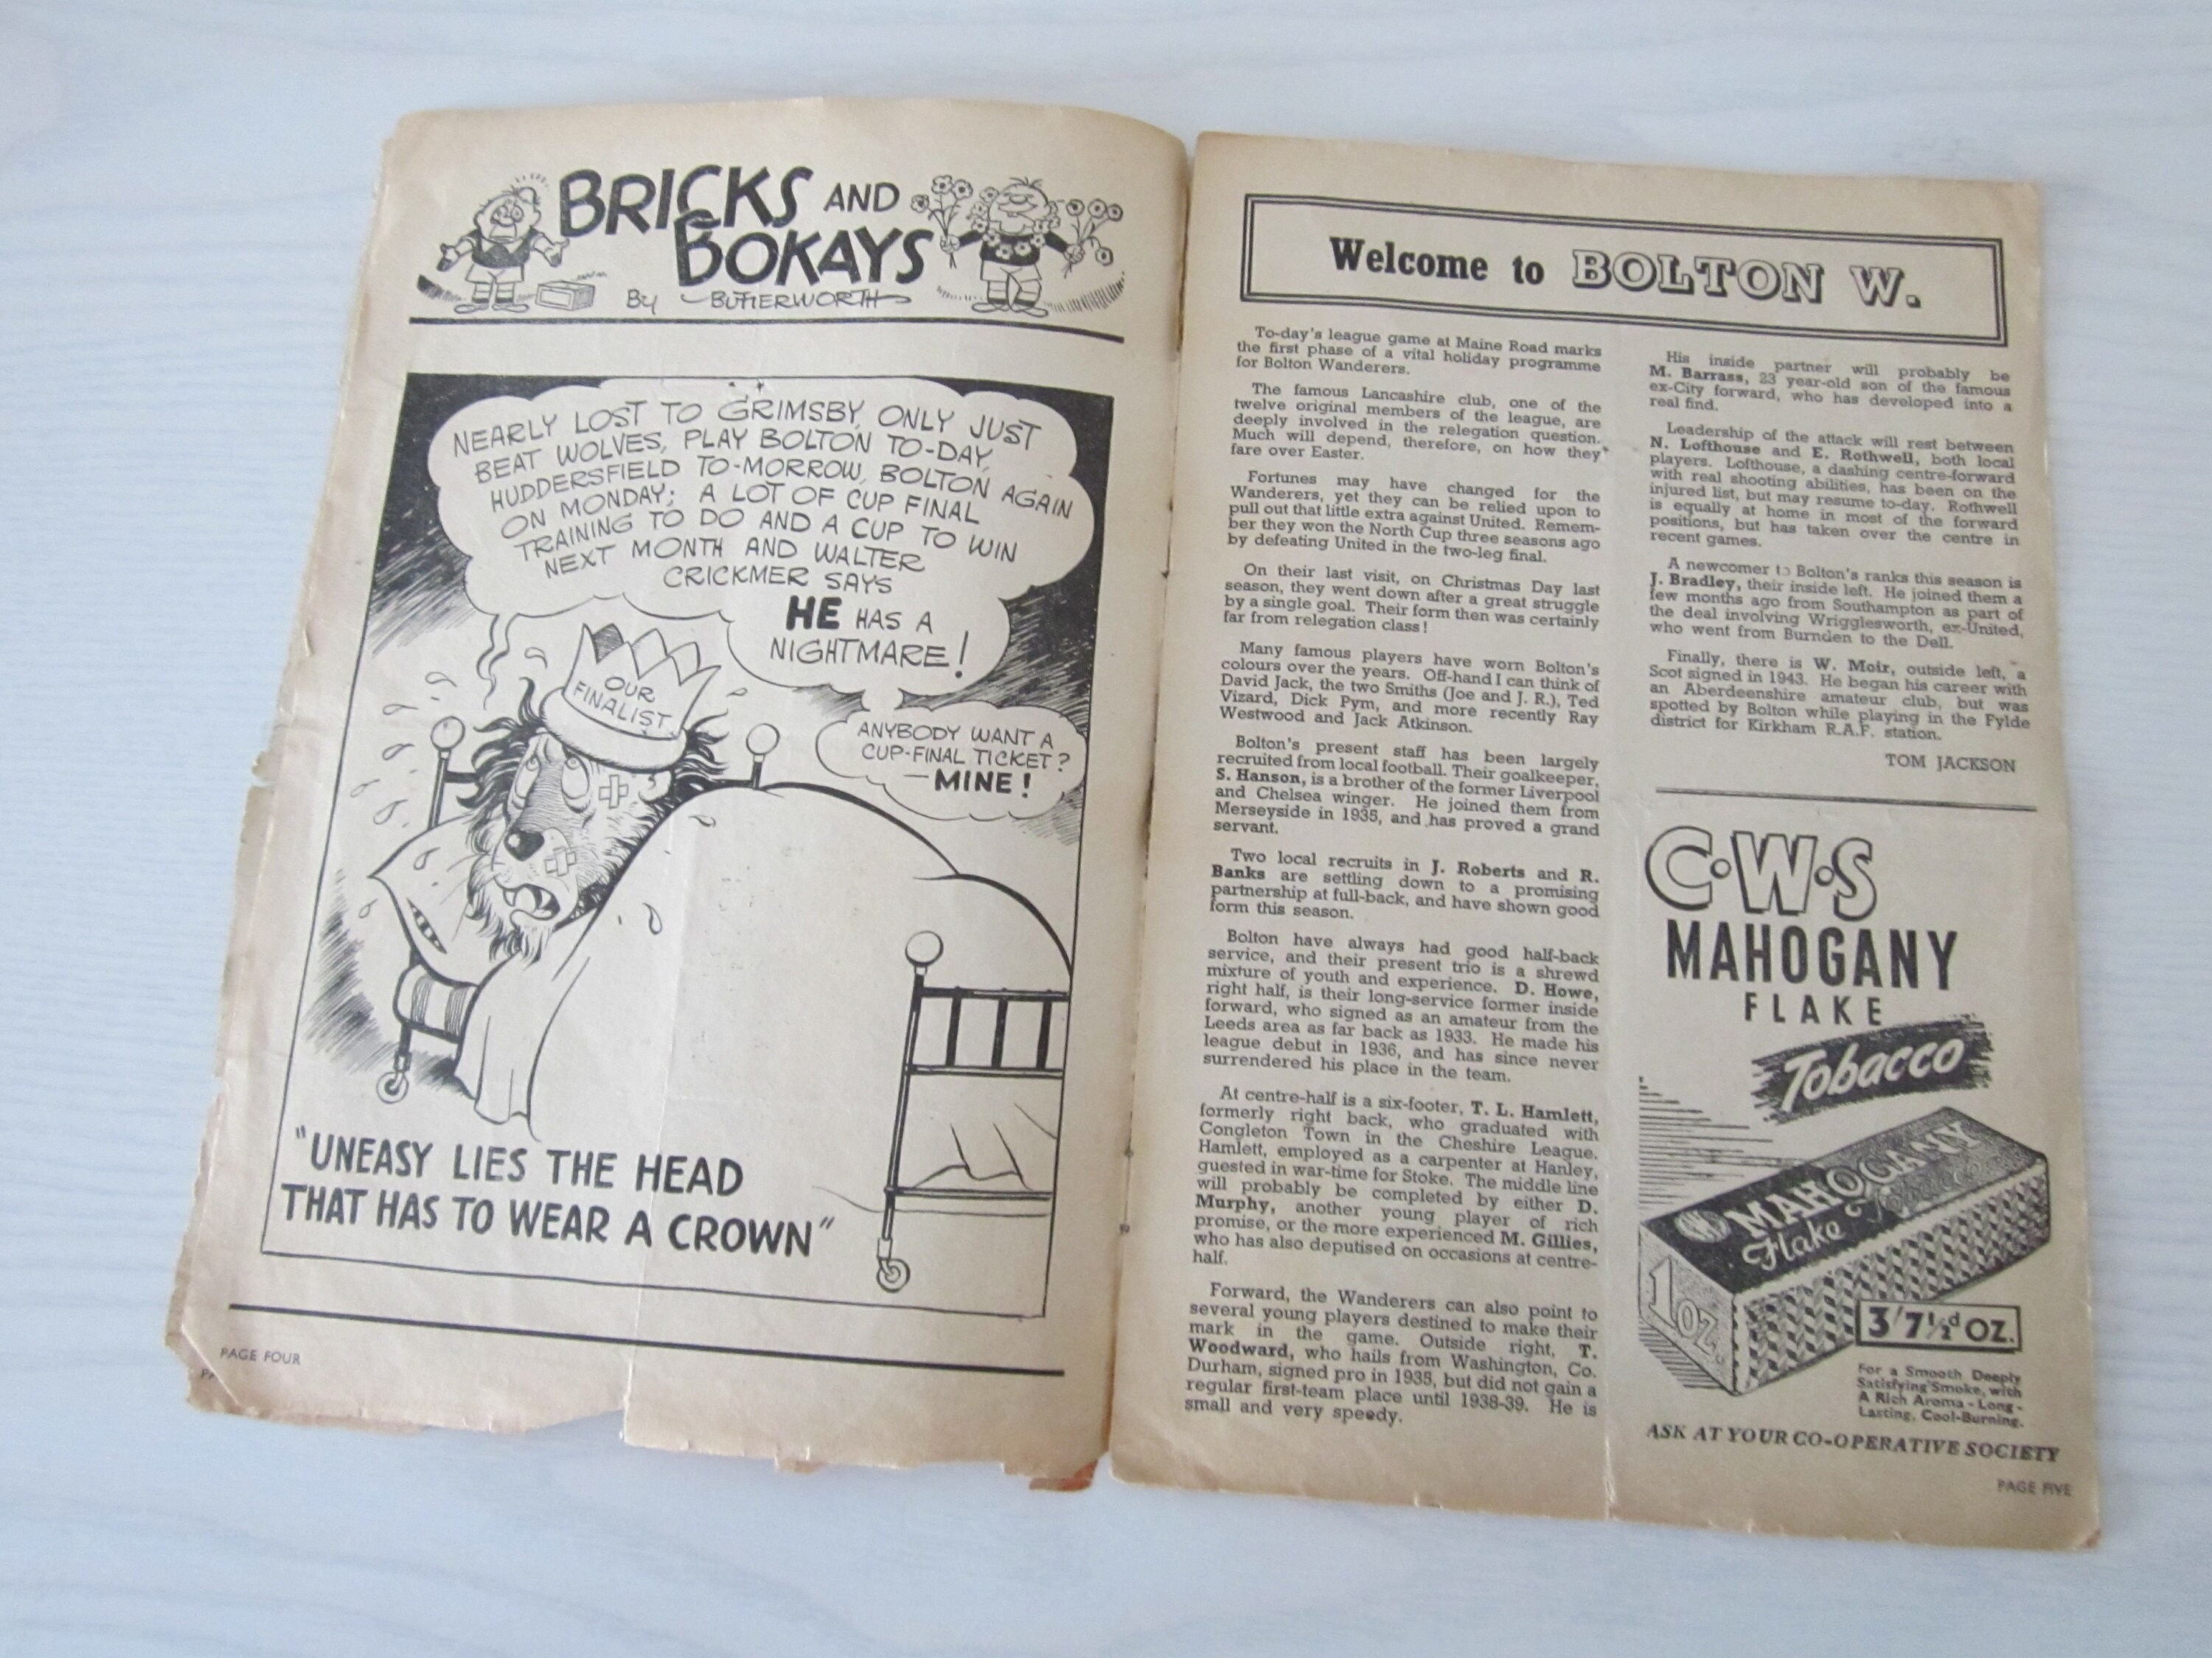 BRICKS AND
BOKAYS
By BUTTERWORTH
NEARLY LOST TO GRIMSBY, ONLY JUST
BEAT WOLVES, PLAY BOLTON TO-DAY,
HUDDERSFIELD TO-MORROW, BOLTON AGAIN
ON MONDAY; A LOT OF CUP FINAL
TRAINING TO DO AND A CUP TO WIN
NEXT MONTH AND WALTER
CRICKMER SAYS
HE HAS A
NIGHTMARE!
OUR
FINALIST
ANYBODY WANT A
CUP-FINAL TICKET?
—MINE!
"UNEASY LIES THE HEAD
THAT HAS TO WEAR A CROWN"
PAGE FOUR
Welcome to BOLTON W.
To-day's league game at Maine Road marks
the first phase of a vital holiday programme
for Bolton Wanderers.
The famous Lancashire club, one of the
twelve original members of the league, are
deeply involved in the relegation question.
Much will depend, therefore, on how they
fare over Easter.
Fortunes may have changed for the
Wanderers, yet they can be relied upon to
pull out that little extra against United. Remem-
ber they won the North Cup three seasons ago
by defeating United in the two-leg final.
On their last visit, on Christmas Day last
season, they went down after a great struggle
by a single goal. Their form then was certainly
far from relegation class!
Many famous players have worn Bolton's
colours over the years. Off-hand I can think of
David Jack, the two Smiths (Joe and J. R.), Ted
Vizard, Dick Pym, and more recently Ray
Westwood and Jack Atkinson.
Bolton's present staff has been largely
recruited from local football. Their goalkeeper,
S. Hanson, is a brother of the former Liverpool
and Chelsea winger. He joined them from
Merseyside in 1935, and has proved a grand
servant.
Two local recruits in J. Roberts and R.
Banks are settling down to a promising
partnership at full-back, and have shown good
form this season.
Bolton have always had good half-back
service, and their present trio is a shrewd
mixture of youth and experience. D. Howe,
right half, is their long-service former inside
forward, who signed as an amateur from the
Leeds area as far back as 1933. He made his
league debut in 1936, and has since never
surrendered his place in the team.
At centre-half is a six-footer, T. L. Hamlett,
formerly right back, who graduated with
Congleton Town in the Cheshire League.
Hamlett, employed as a carpenter at Hanley,
guested in war-time for Stoke. The middle line
will probably be completed by either D.
Murphy, another young player of rich
promise, or the more experienced M. Gillies,
who has also deputised on occasions at centre-
half.
Forward, the Wanderers can also point to
several young players destined to make their
mark in the game. Outside right, T.
Woodward, who hails from Washington, Co.
Durham, signed pro in 1935, but did not gain a
regular first-team place until 1938-39. He is
small and very speedy.
His inside partner will probably be
M. Barrass, 23 year-old son of the famous
ex-City forward, who has developed into a
real find.
Leadership of the attack will rest between
N. Lofthouse and E. Rothwell, both local
players. Lofthouse, a dashing centre-forward
with real shooting abilities, has been on the
injured list, but may resume to-day. Rothwell
is equally at home in most of the forward
positions, but has taken over the centre in
recent games.
A newcomer to Bolton's ranks this season is
J. Bradley, their inside left. He joined them a
few months ago from Southampton as part of
the deal involving Wrigglesworth, ex-United,
who went from Burnden to the Dell.
Finally, there is W. Moir, outside left, a
Scot signed in 1943. He began his career with
an Aberdeenshire amateur club, but was
spotted by Bolton while playing in the Fylde
district for Kirkham R.A.F. station.
TOM JACKSON
C·W·S
MAHOGANY
FLAKE
Tobacco
MAHOGANY
Flake
1
OZ.
3/7½d OZ.
For a Smooth Deeply
Satisfying Smoke, with
A Rich Aroma - Long-
Lasting, Cool-Burning.
ASK AT YOUR CO-OPERATIVE SOCIETY
PAGE FIVE